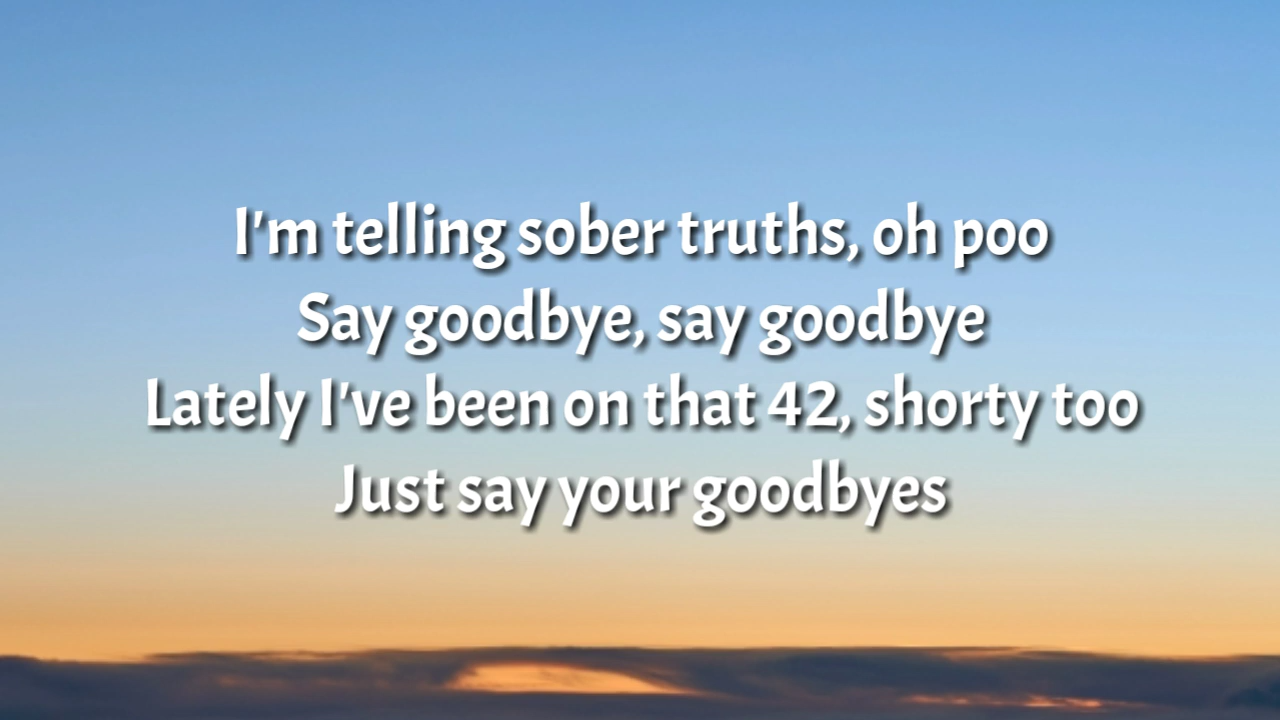 I'm telling sober truths, oh poo
Say goodbye, say goodbye
Lately I've been on that 42, shorty too
Just say your goodbyes